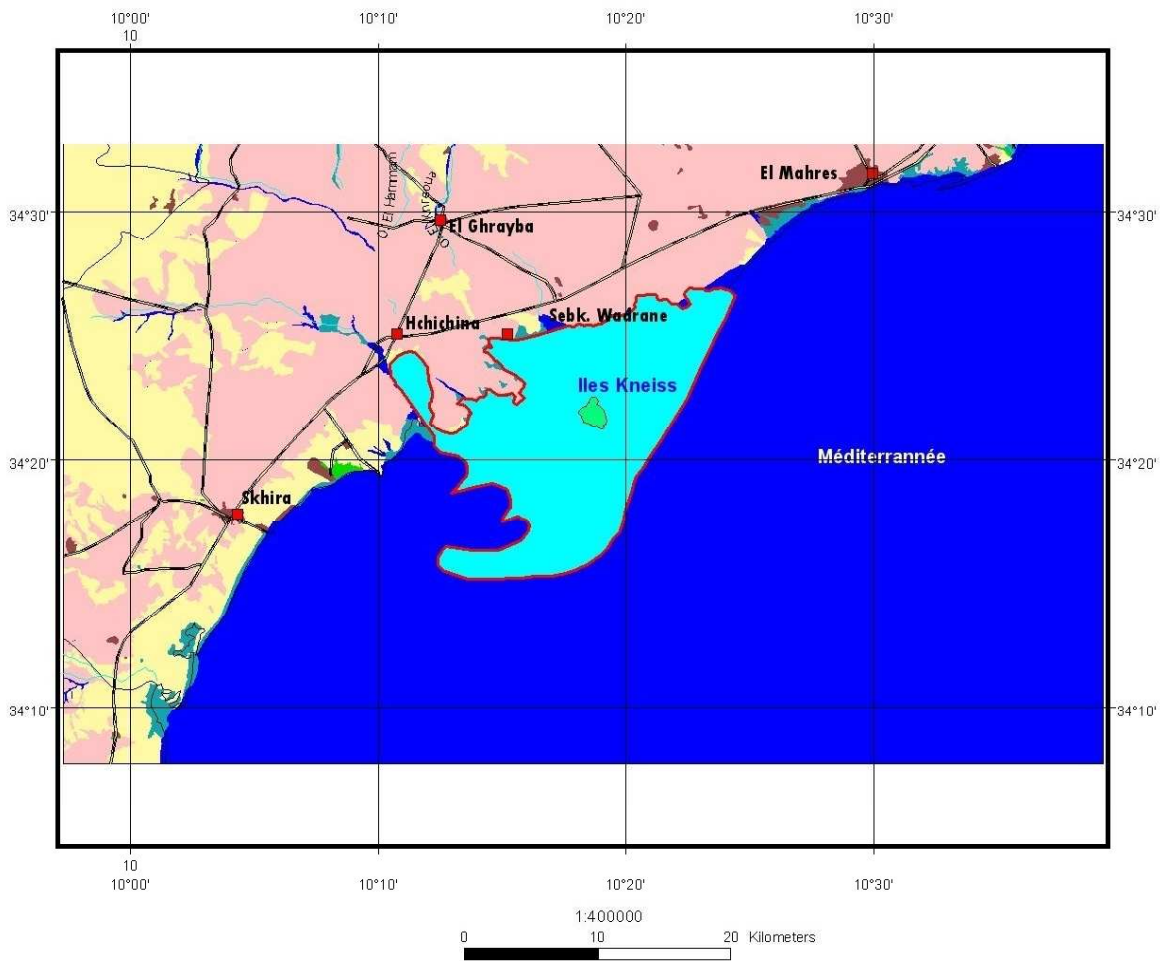 10°00' 10°10' 10°20' 10°30'
10
El Mahres
34°30' 34°30'
O El Hammam
El Ghrayba
Hchichina
Sebk. Wadrane
Iles Kneiss
34°20' 34°20'
Méditerrannée
Skhira
34°10' 34°10'
10
10°00' 10°10' 10°20' 10°30'
1:400000
0 10 20 Kilometers